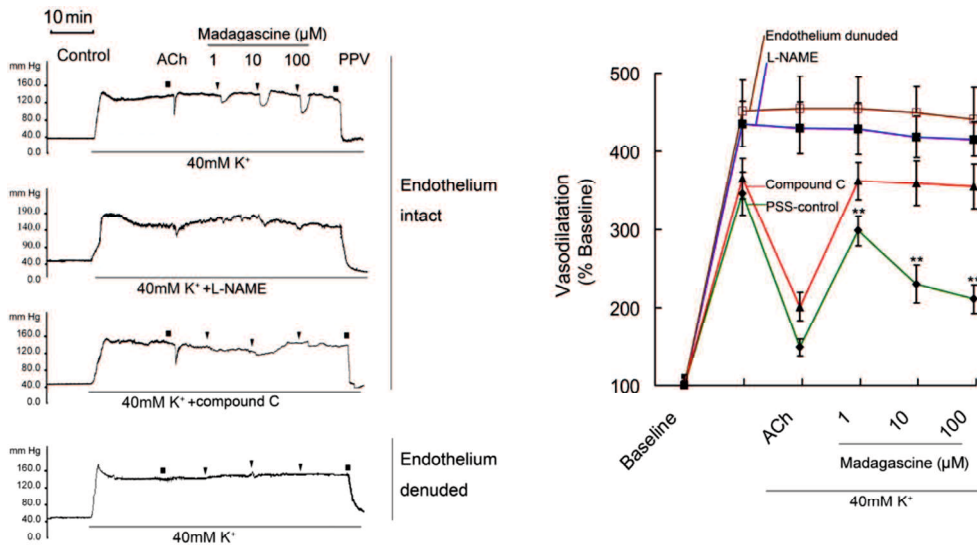 10 min
Madagascine (μM)
Control ACh 1 10 100 PPV
mm Hg
160.0
120.0
80.0
40.0
0.0
40mM K⁺
190.0
140.0
90.0
40.0
0.0
40mM K⁺ +L-NAME
mm Hg
160.0
120.0
80.0
40.0
0.0
40mM K⁺ +compound C
Endothelium
intact
mm Hg
160.0
120.0
80.0
40.0
0.0
40mM K⁺
Endothelium
denuded
Endothelium dunuded
L-NAME
Compound C
PSS-control
**
**
**
Vasodilalation
(% Baseline)
500
400
300
200
100
Baseline
ACh
1
10
100
Madagascine (μM)
40mM K⁺